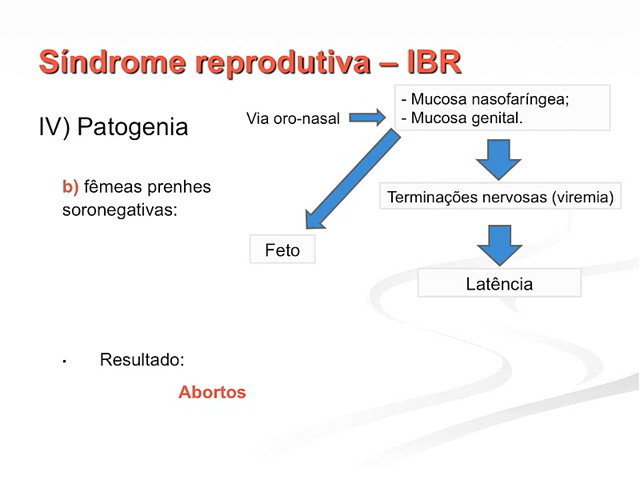 Síndrome reprodutiva – IBR
IV) Patogenia
Via oro-nasal
- Mucosa nasofaríngea;
- Mucosa genital.
b) fêmeas prenhes
soronegativas:
Terminações nervosas (viremia)
Feto
Latência
• Resultado:
Abortos